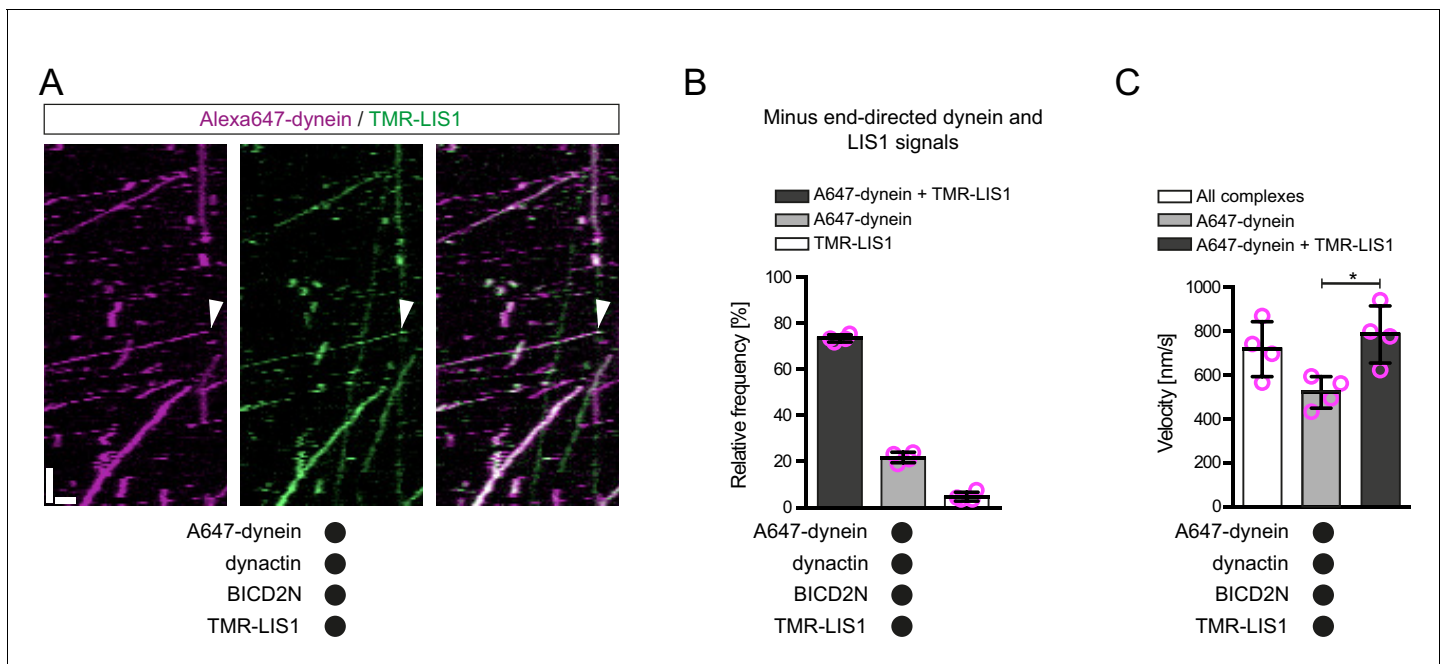 A
Alexa647-dynein / TMR-LIS1
A647-dynein
dynactin
BICD2N
TMR-LIS1
B
Minus end-directed dynein and
LIS1 signals
A647-dynein + TMR-LIS1
A647-dynein
TMR-LIS1
Relative frequency [%]
100
80
60
40
20
0
A647-dynein
dynactin
BICD2N
TMR-LIS1
C
All complexes
A647-dynein
A647-dynein + TMR-LIS1
*
Velocity [nm/s]
1000
800
600
400
200
0
A647-dynein
dynactin
BICD2N
TMR-LIS1